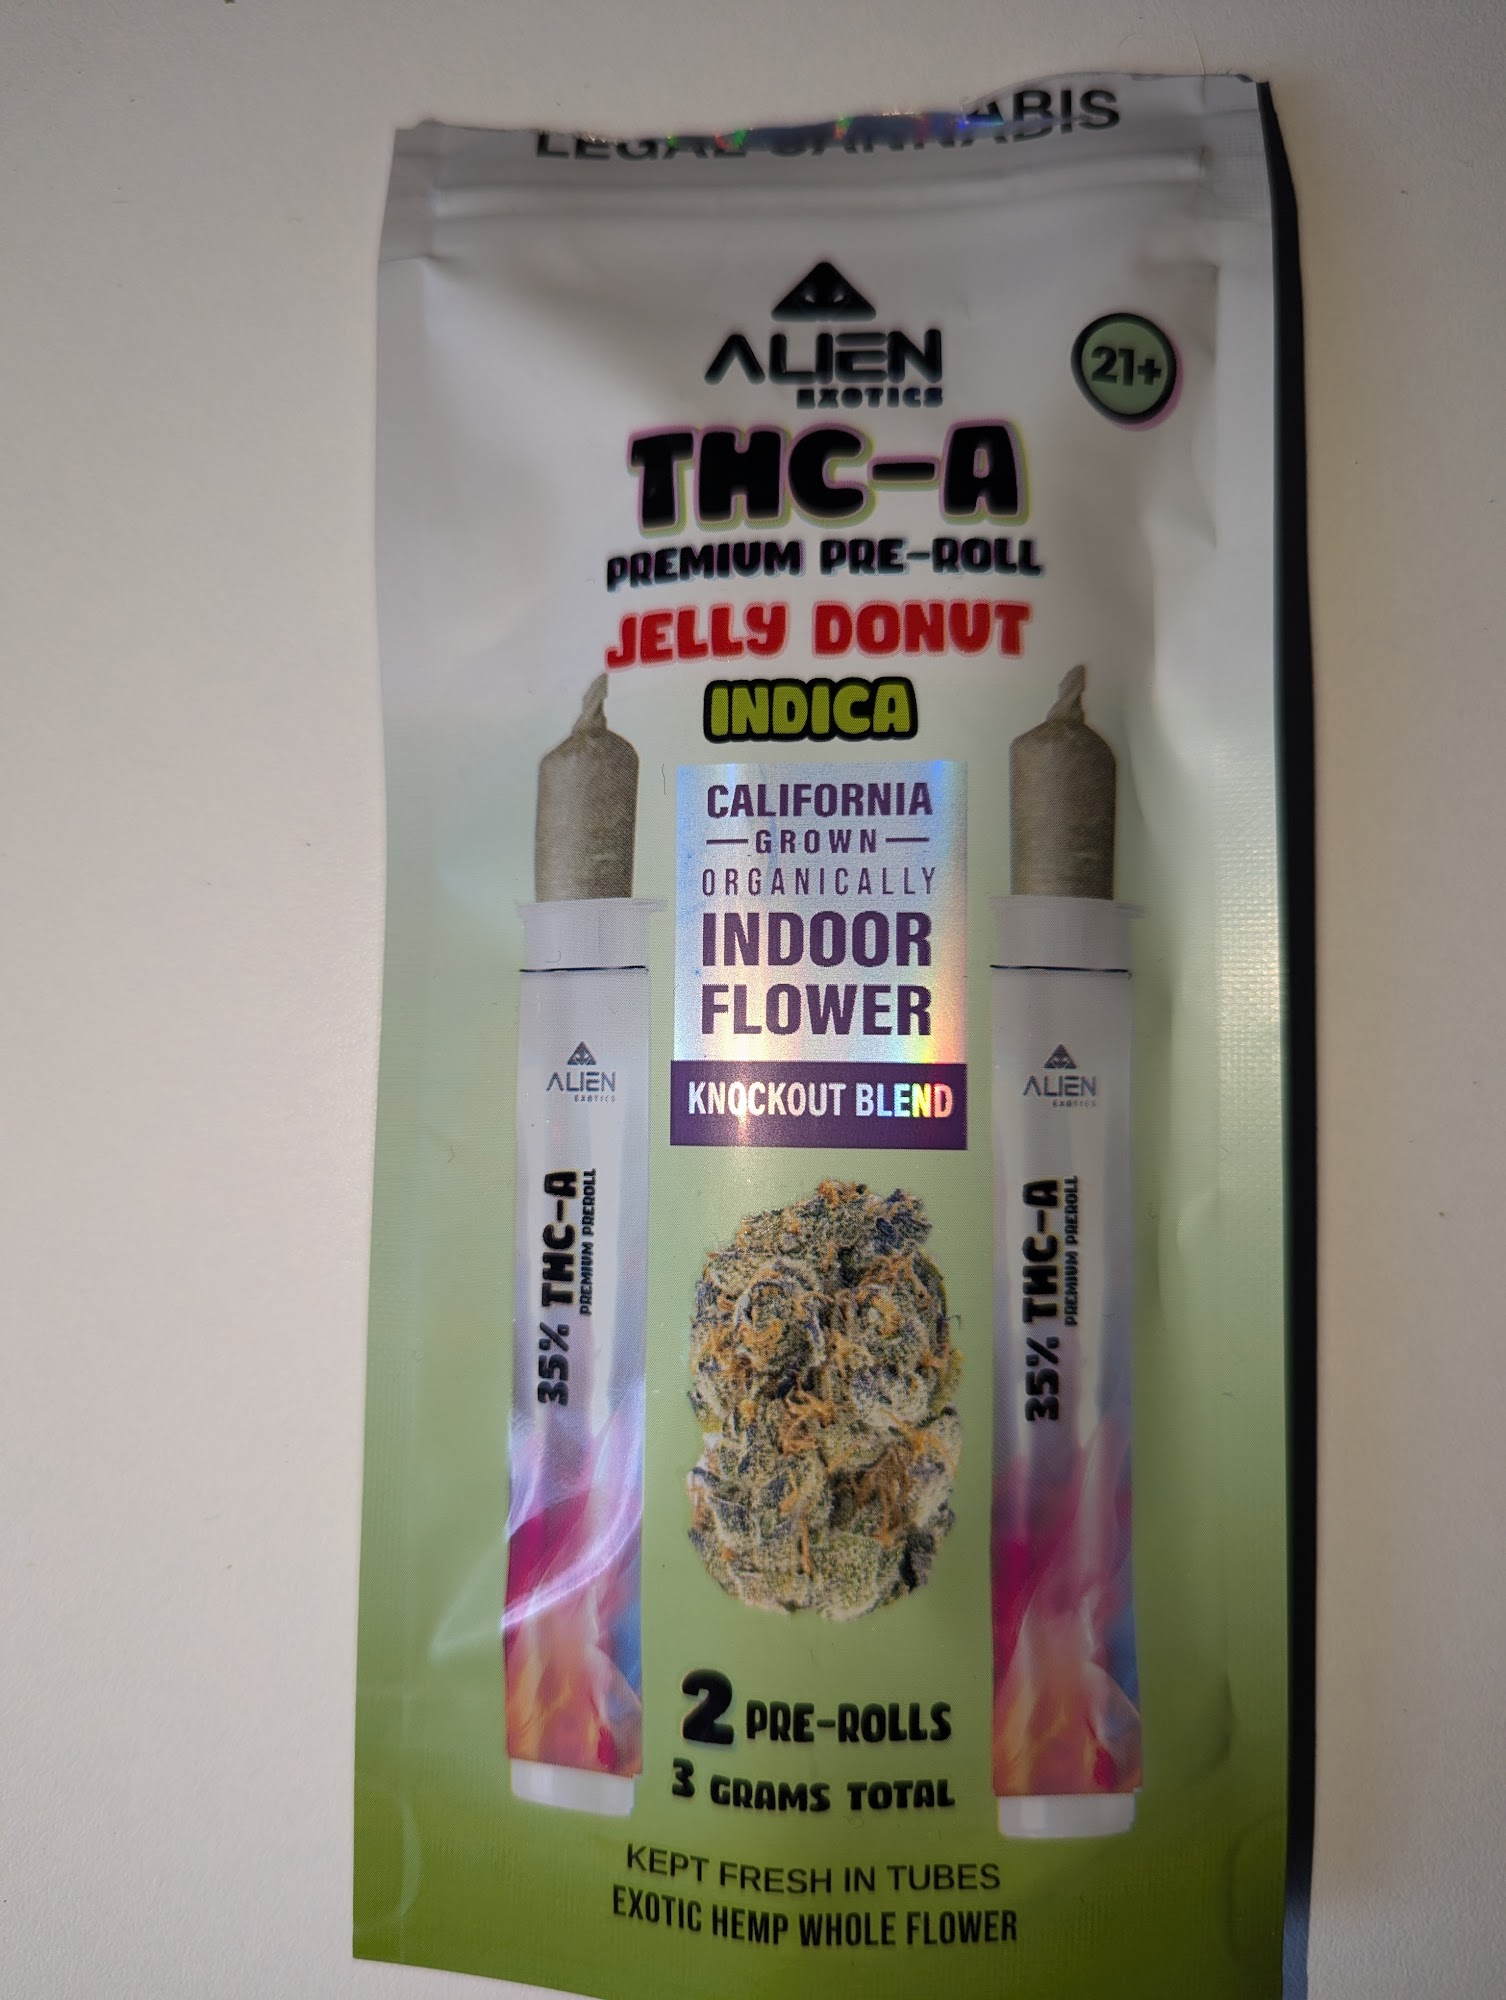 LEGAL CANNABIS
ALIEN
EXOTICS
21+
THC-A
PREMIUM PRE-ROLL
JELLY DONUT
INDICA
CALIFORNIA
GROWN
ORGANICALLY
INDOOR
FLOWER
KNOCKOUT BLEND
ALIEN
EXOTICS
35% THC-A
PREMIUM PREROLL
ALIEN
EXOTICS
35% THC-A
PREMIUM PREROLL
2 PRE-ROLLS
3 GRAMS TOTAL
KEPT FRESH IN TUBES
EXOTIC HEMP WHOLE FLOWER